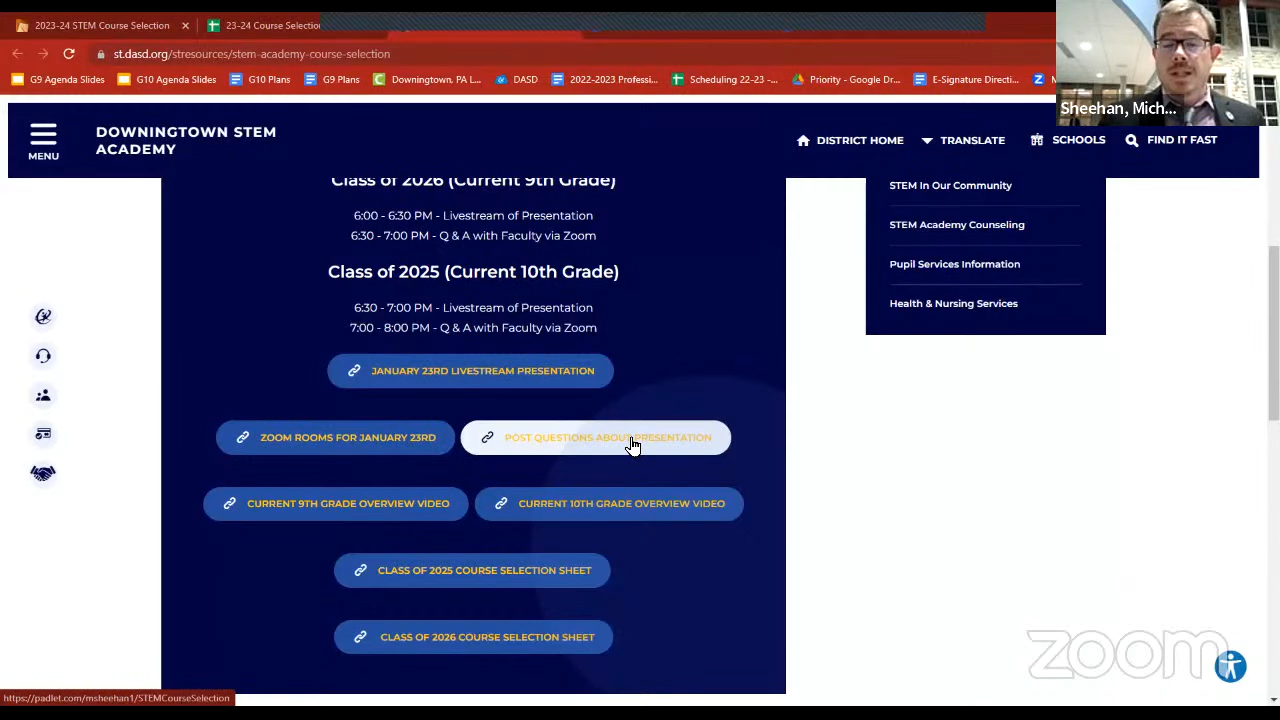 2023-24 STEM Course Selection
23-24 Course Selection
st.dasd.org/stresources/stem-academy-course-selection
G9 Agenda Slides
G10 Agenda Slides
G10 Plans
G9 Plans
Downingtown, PA L...
DASD
2022-2023 Professi...
Scheduling 22-23 -...
Priority - Google Dr...
E-Signature Directi...
Sheehan, Mich...
MENU
DOWNINGTOWN STEM
ACADEMY
DISTRICT HOME
TRANSLATE
SCHOOLS
FIND IT FAST
Class of 2026 (Current 9th Grade)
6:00 - 6:30 PM - Livestream of Presentation
6:30 - 7:00 PM - Q & A with Faculty via Zoom
Class of 2025 (Current 10th Grade)
6:30 - 7:00 PM - Livestream of Presentation
7:00 - 8:00 PM - Q & A with Faculty via Zoom
JANUARY 23RD LIVESTREAM PRESENTATION
ZOOM ROOMS FOR JANUARY 23RD
POST QUESTIONS ABOUT PRESENTATION
CURRENT 9TH GRADE OVERVIEW VIDEO
CURRENT 10TH GRADE OVERVIEW VIDEO
CLASS OF 2025 COURSE SELECTION SHEET
CLASS OF 2026 COURSE SELECTION SHEET
STEM In Our Community
STEM Academy Counseling
Pupil Services Information
Health & Nursing Services
zoom
https://padlet.com/msheehan1/STEMCourseSelection